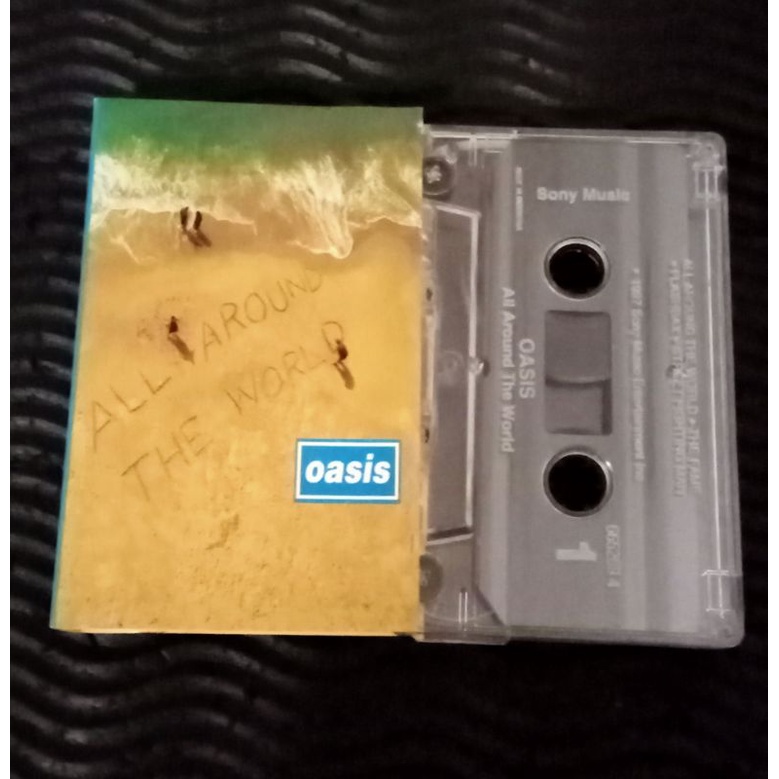 ALL AROUND
THE WORLD
oasis
Sony Music
OASIS
All Around The World
• 1997 Sony Music Entertainment Inc.
ALL AROUND THE WORLD • THE FAME
• FLASHBAX •
1